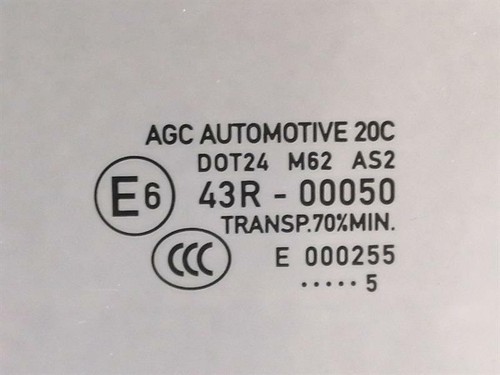 AGC AUTOMOTIVE 20C
DOT24 M62 AS2
E6 43R - 00050
TRANSP.70%MIN.
CCC E 000255
..... 5